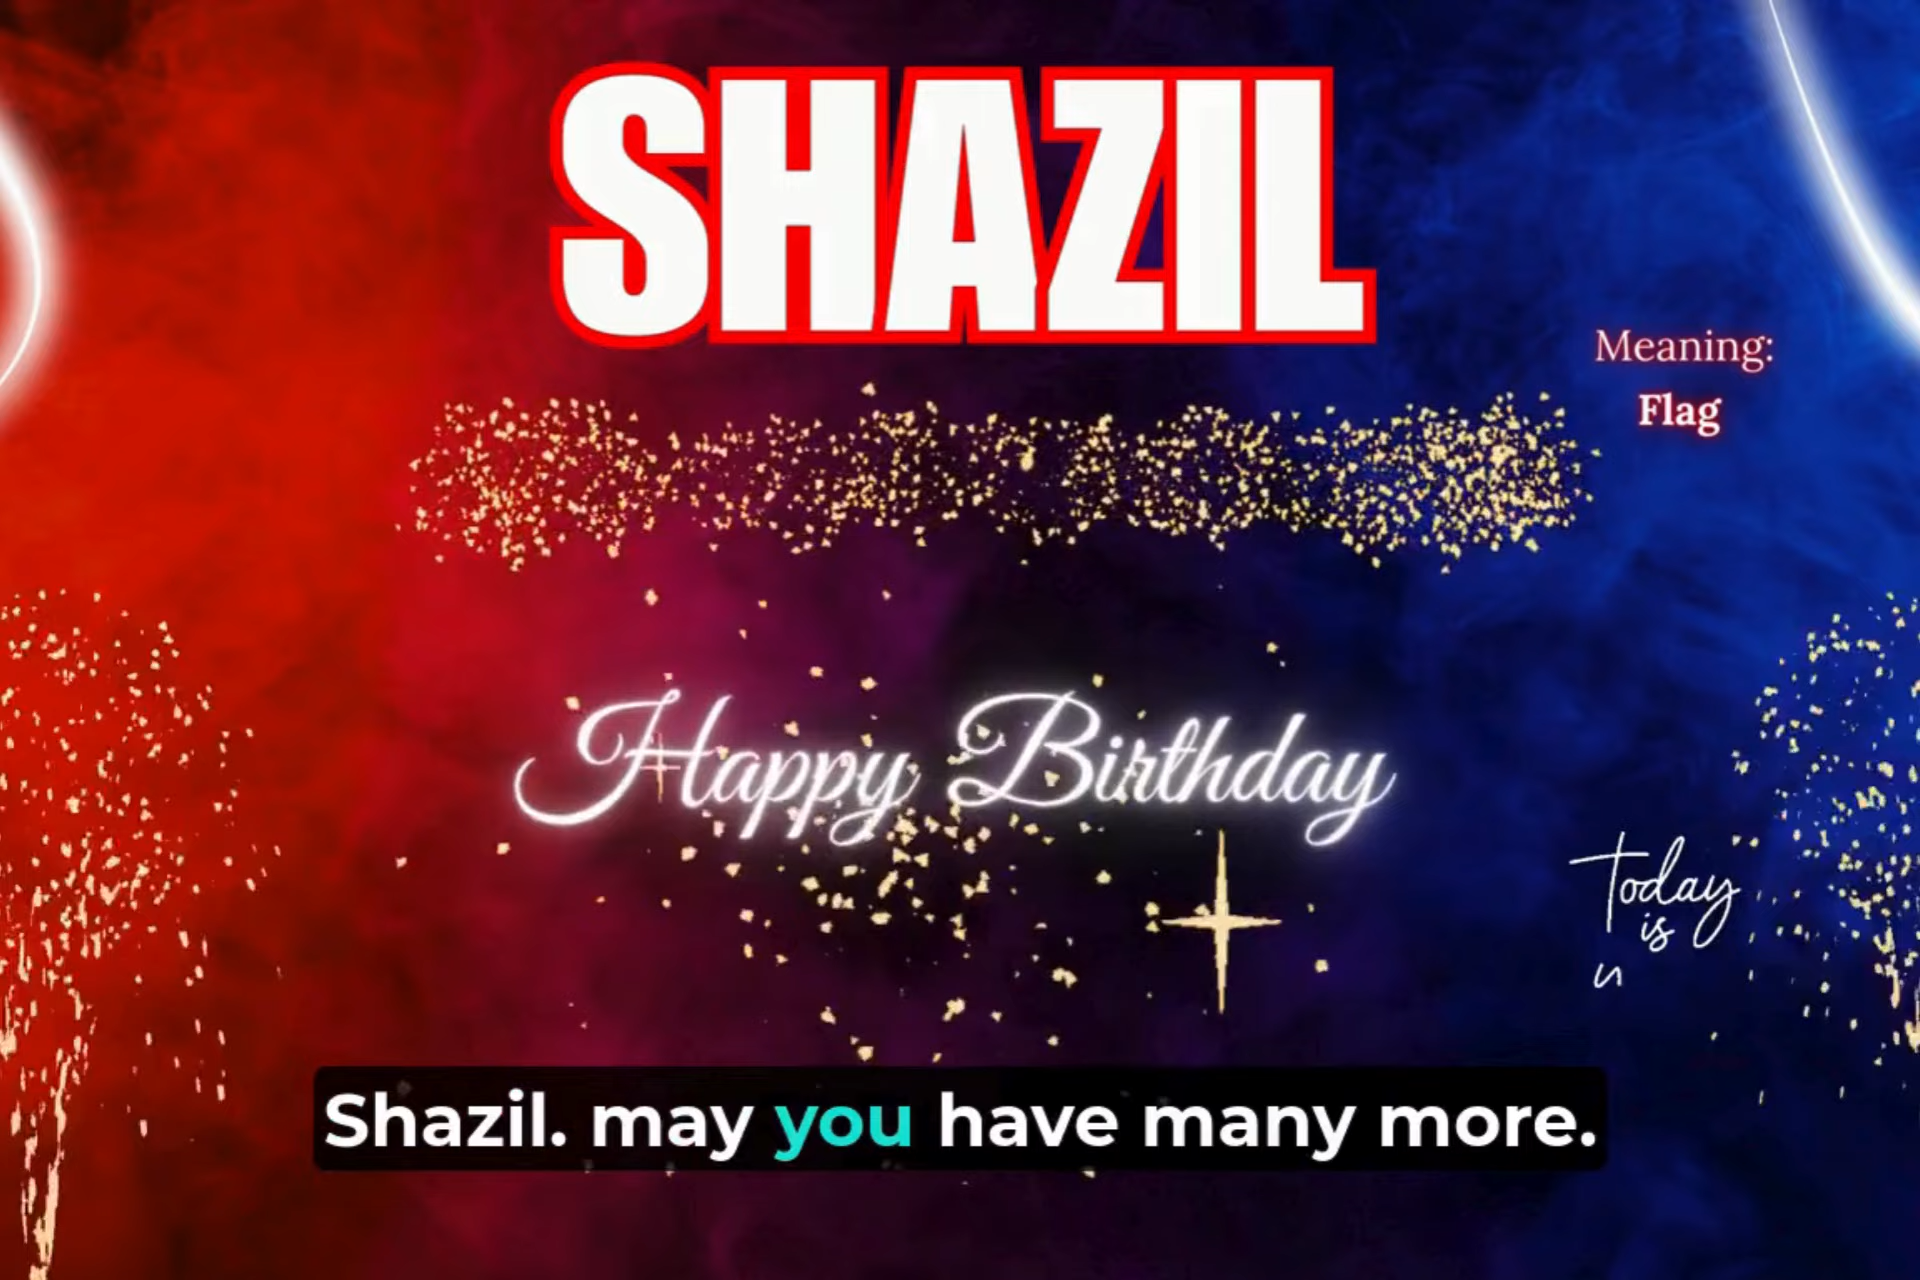 SHAZIL
Meaning:
Flag
Happy Birthday
Today
is
Shazil. may you have many more.